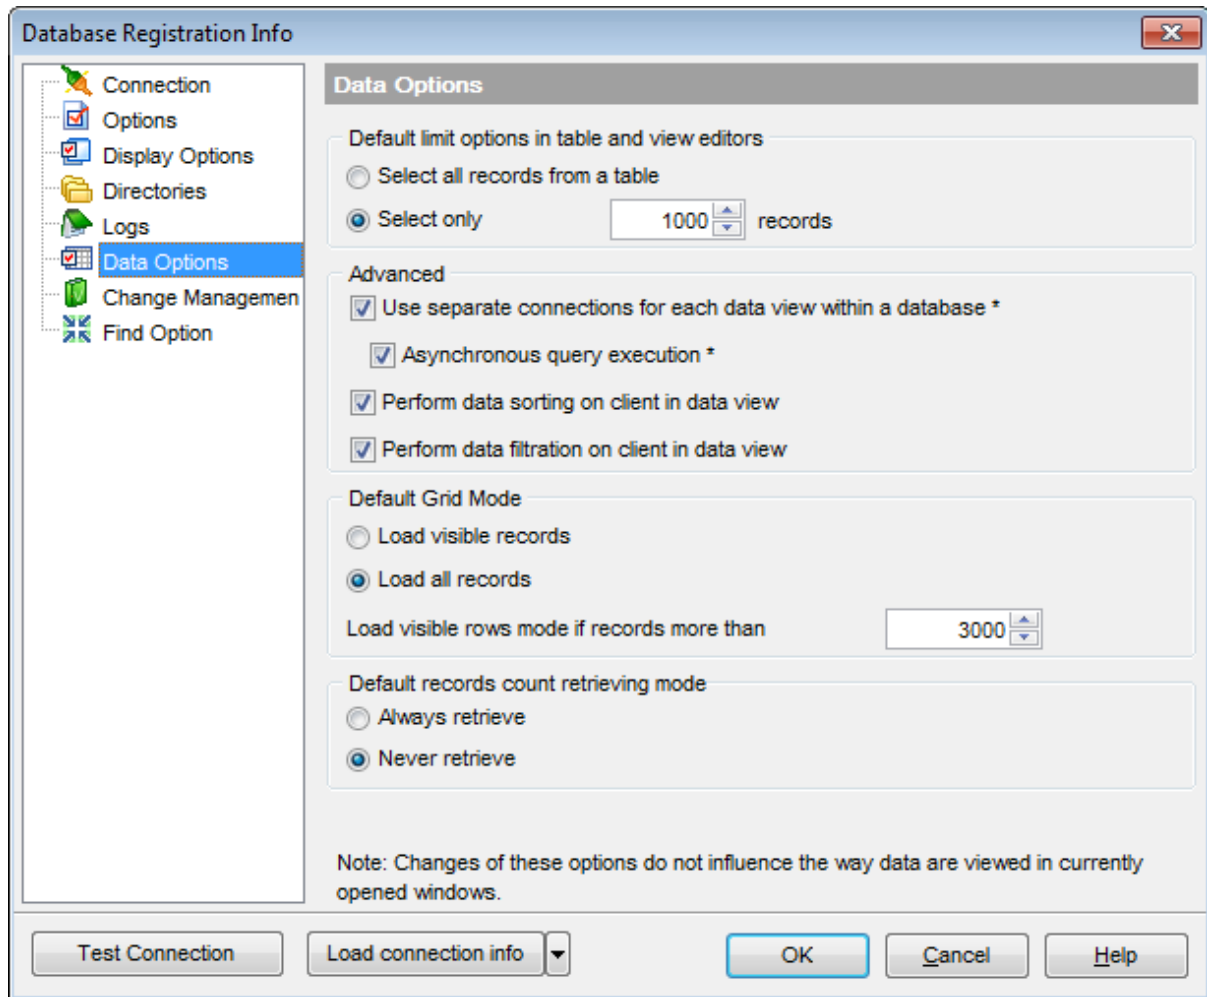 Database Registration Info
Connection
Options
Display Options
Directories
Logs
Data Options
Change Managemen
Find Option
Data Options
Default limit options in table and view editors
Select all records from a table
Select only 1000 records
Advanced
Use separate connections for each data view within a database *
Asynchronous query execution *
Perform data sorting on client in data view
Perform data filtration on client in data view
Default Grid Mode
Load visible records
Load all records
Load visible rows mode if records more than 3000
Default records count retrieving mode
Always retrieve
Never retrieve
Note: Changes of these options do not influence the way data are viewed in currently
opened windows.
Test Connection Load connection info OK Cancel Help